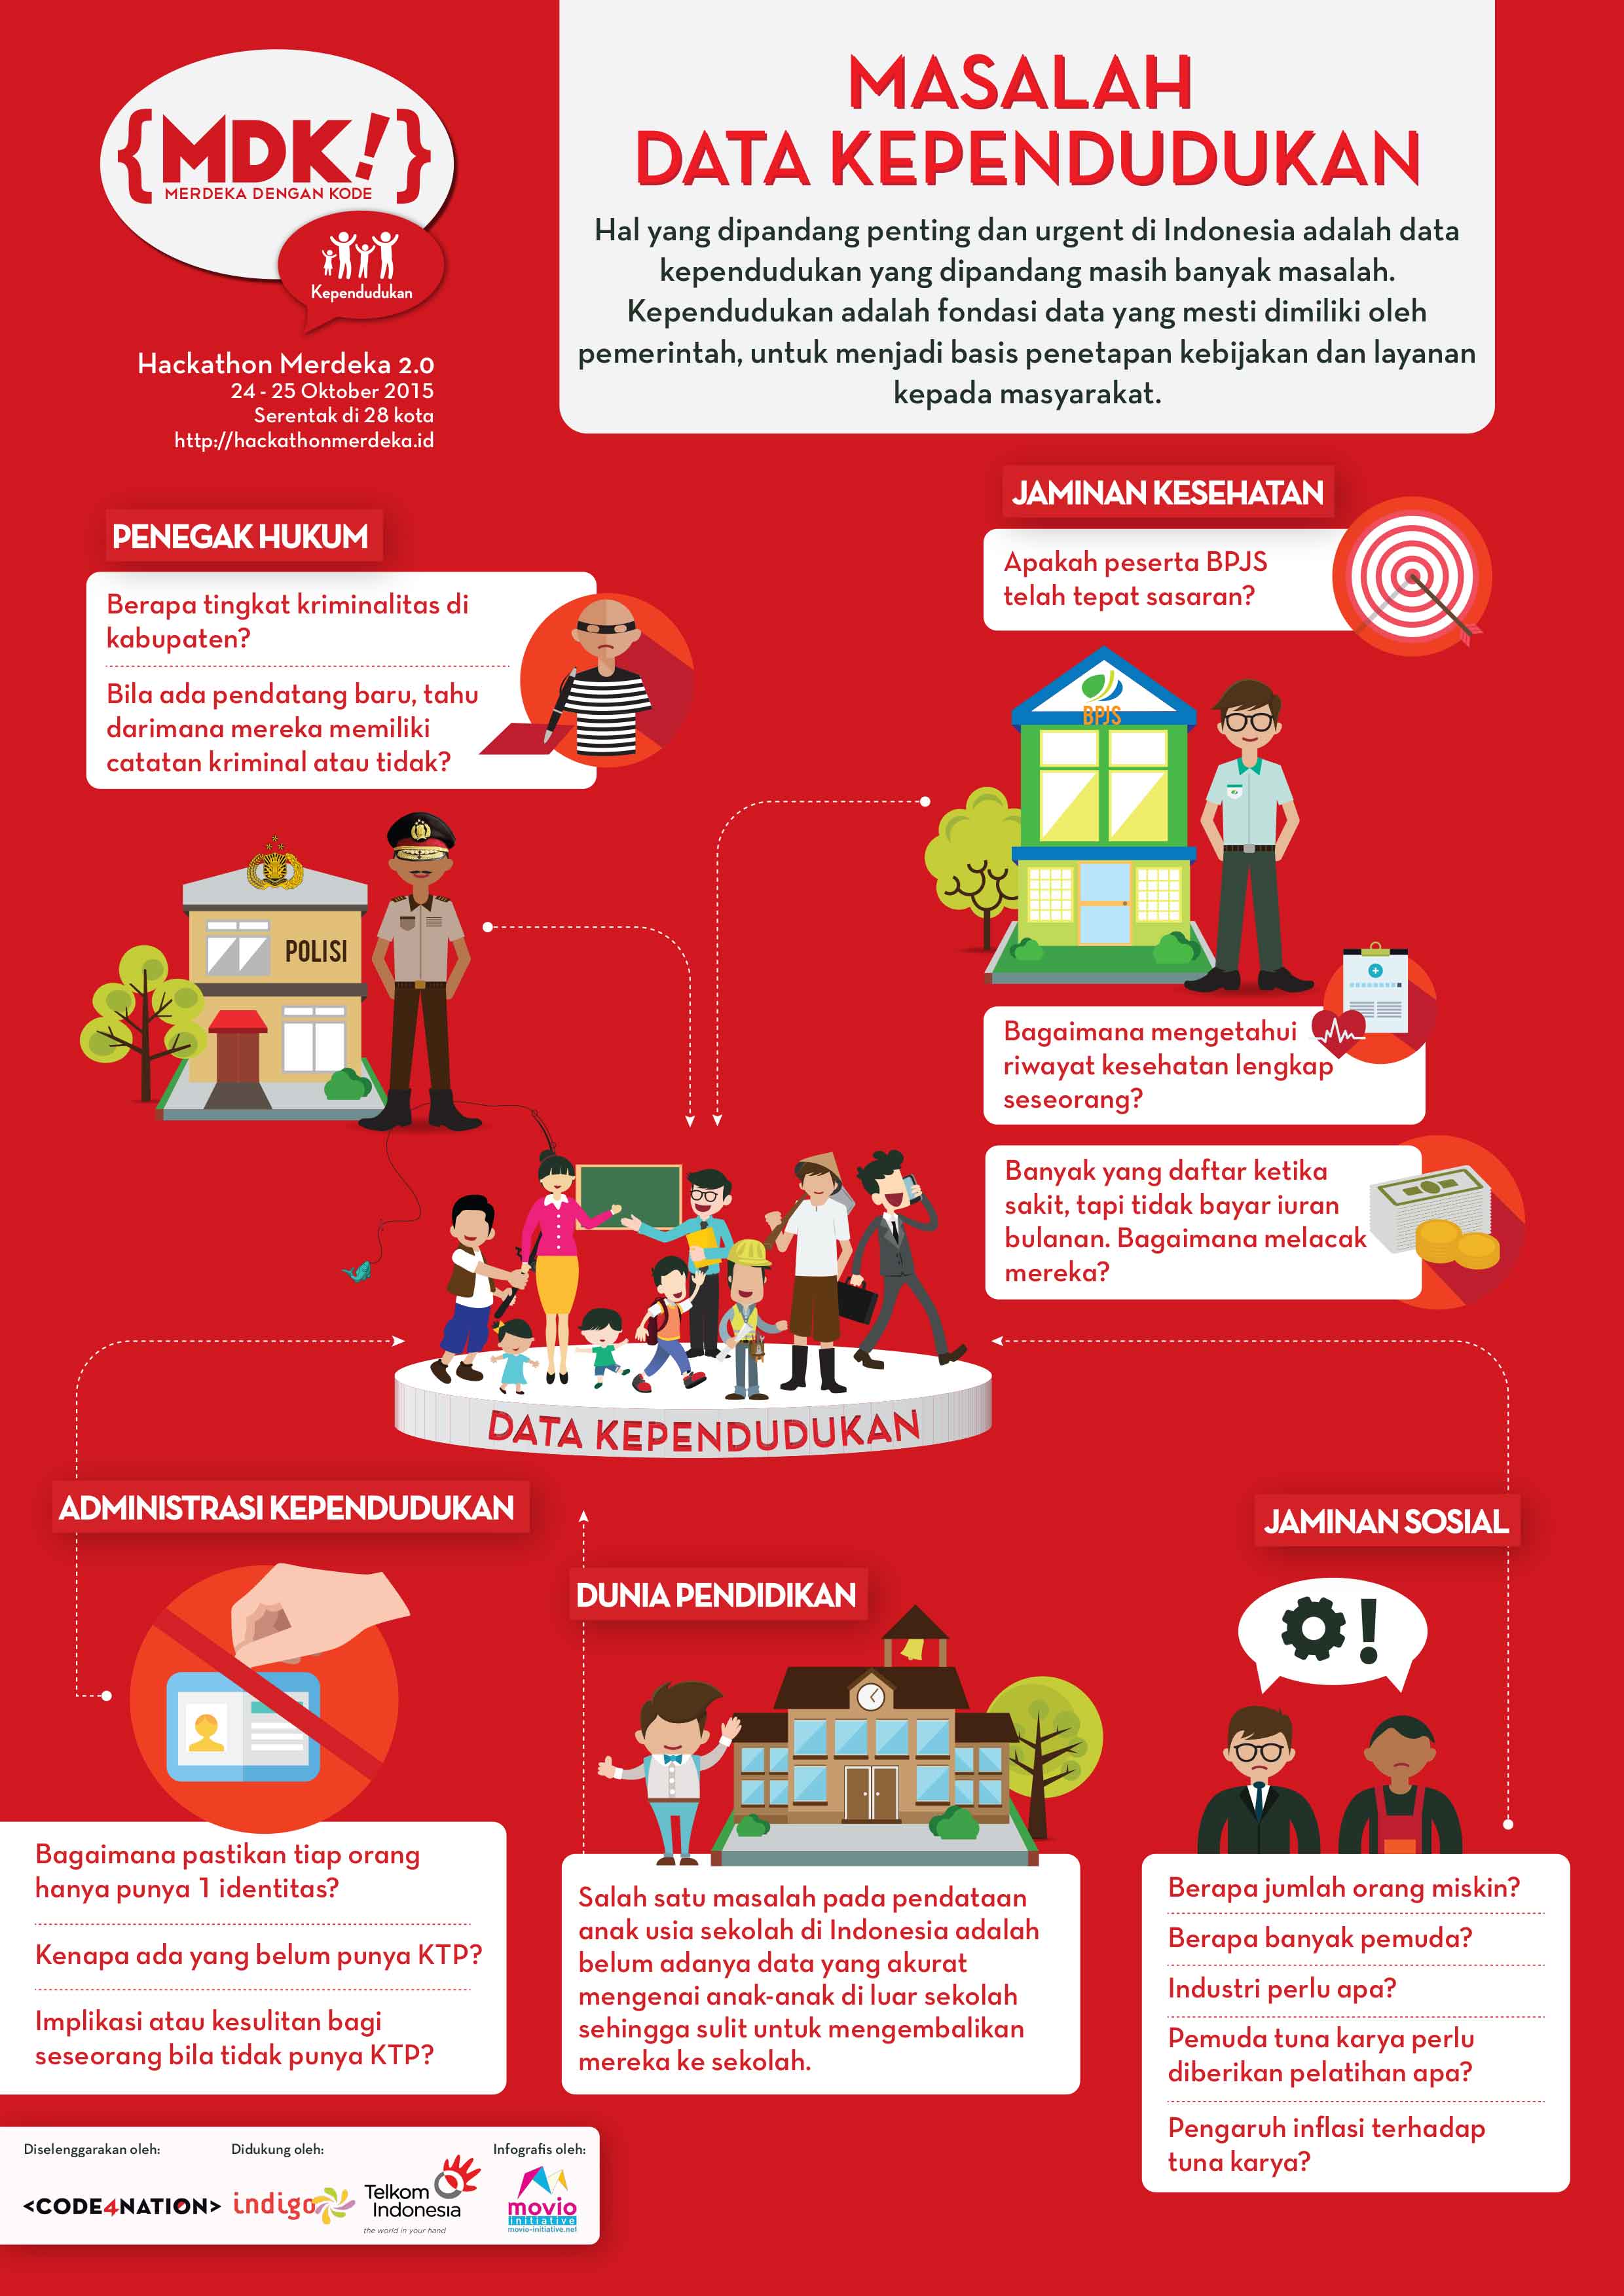 {MDK!}
MERDEKA DENGAN KODE
Kependudukan
Hackathon Merdeka 2.0
24 - 25 Oktober 2015
Serentak di 28 kota
http://hackathonmerdeka.id
MASALAH
DATA KEPENDUDUKAN
Hal yang dipandang penting dan urgent di Indonesia adalah data
kependudukan yang dipandang masih banyak masalah.
Kependudukan adalah fondasi data yang mesti dimiliki oleh
pemerintah, untuk menjadi basis penetapan kebijakan dan layanan
kepada masyarakat.
PENEGAK HUKUM
Berapa tingkat kriminalitas di
kabupaten?
Bila ada pendatang baru, tahu
darimana mereka memiliki
catatan kriminal atau tidak?
POLISI
JAMINAN KESEHATAN
Apakah peserta BPJS
telah tepat sasaran?
BPJS
Bagaimana mengetahui
riwayat kesehatan lengkap
seseorang?
Banyak yang daftar ketika
sakit, tapi tidak bayar iuran
bulanan. Bagaimana melacak
mereka?
DATA KEPENDUDUKAN
ADMINISTRASI KEPENDUDUKAN
Bagaimana pastikan tiap orang
hanya punya 1 identitas?
Kenapa ada yang belum punya KTP?
Implikasi atau kesulitan bagi
seseorang bila tidak punya KTP?
DUNIA PENDIDIKAN
Salah satu masalah pada pendataan
anak usia sekolah di Indonesia adalah
belum adanya data yang akurat
mengenai anak-anak di luar sekolah
sehingga sulit untuk mengembalikan
mereka ke sekolah.
JAMINAN SOSIAL
!
Berapa jumlah orang miskin?
Berapa banyak pemuda?
Industri perlu apa?
Pemuda tuna karya perlu
diberikan pelatihan apa?
Pengaruh inflasi terhadap
tuna karya?
Diselenggarakan oleh:
<CODE4NATION>
Didukung oleh:
indigo
Telkom
Indonesia
the world in your hand
Infografis oleh:
movio
initiative
movio-initiative.net